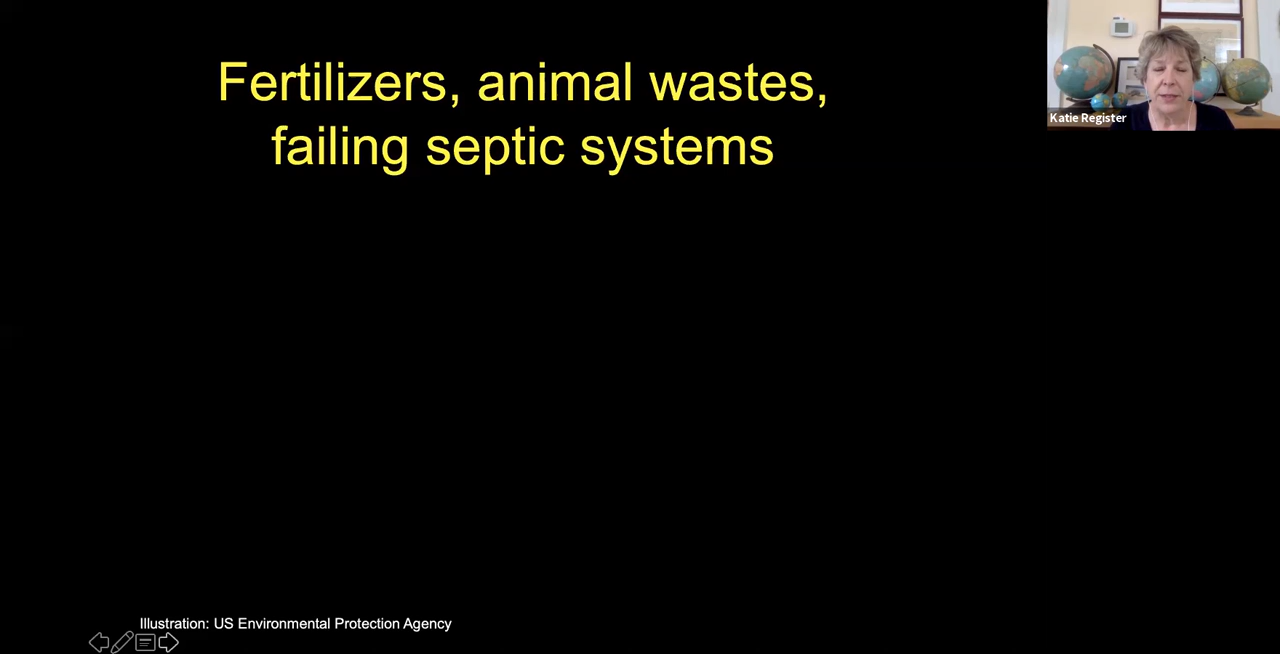 Fertilizers, animal wastes,
failing septic systems
Katie Register
Illustration: US Environmental Protection Agency